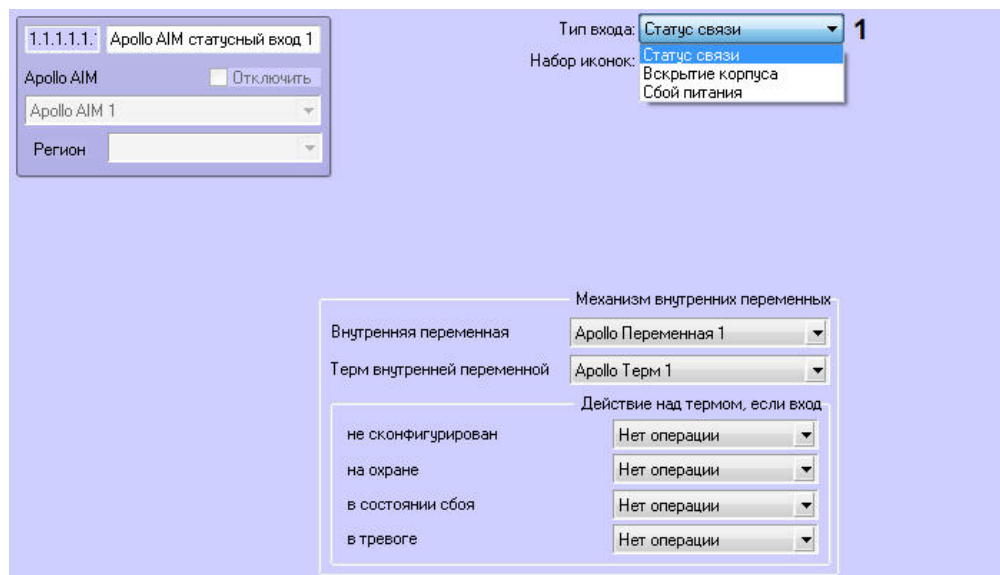 1.1.1.1.1. Apollo AIM статусный вход 1
Apollo AIM Отключить
Apollo AIM 1
Регион
Тип входа: Статус связи 1
Набор иконок: Статус связи
Вскрытие корпуса
Сбой питания
Механизм внутренних переменных
Внутренняя переменная Apollo Переменная 1
Терм внутренней переменной Apollo Терм 1
Действие над термом, если вход
не сконфигурирован Нет операции
на охране Нет операции
в состоянии сбоя Нет операции
в тревоге Нет операции